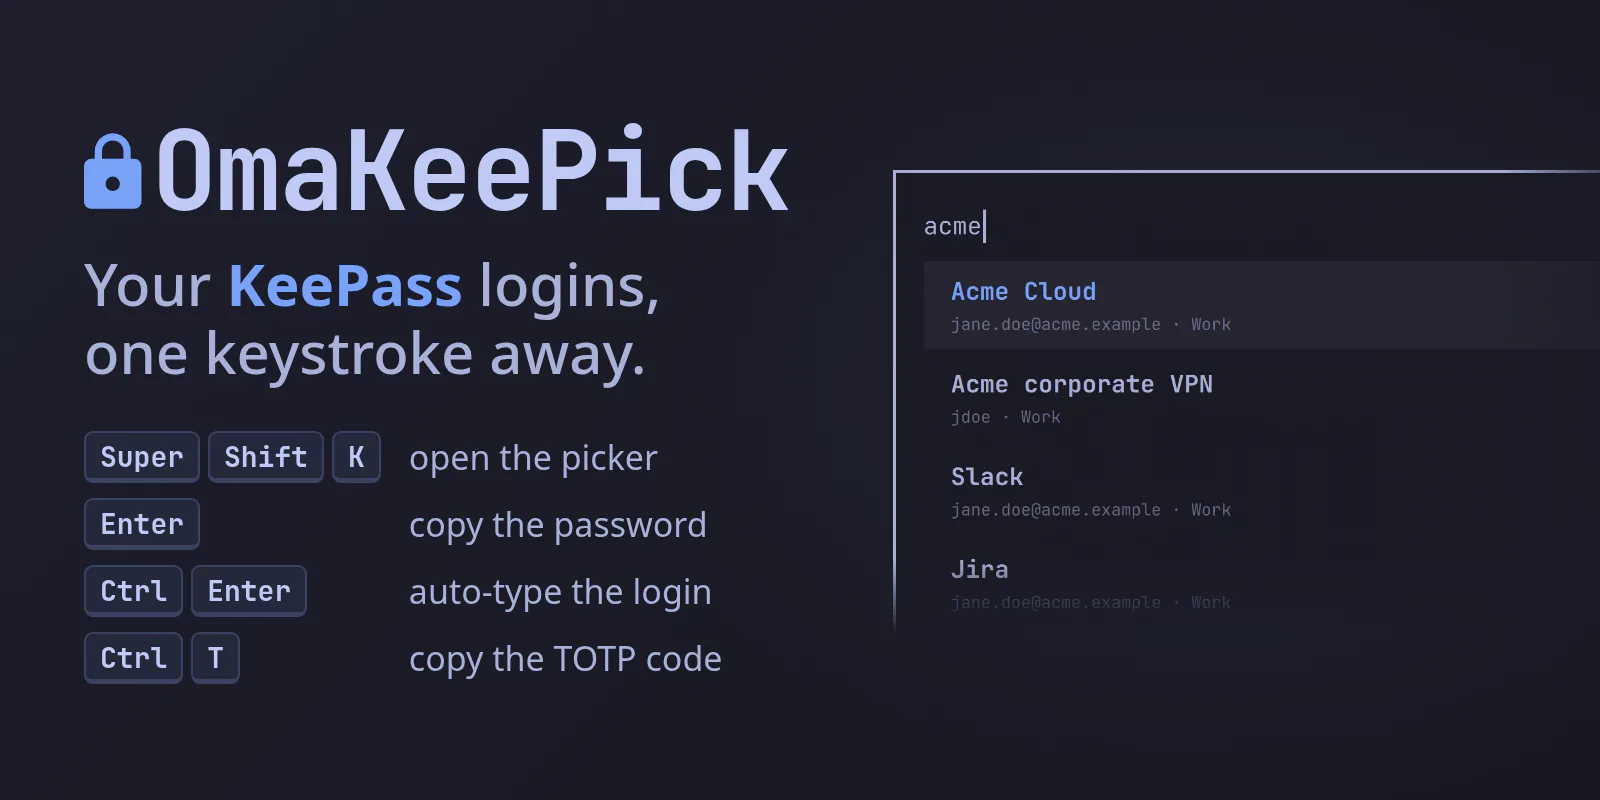 OmaKeePick
Your KeePass logins,
one keystroke away.
Super Shift K open the picker
Enter copy the password
Ctrl Enter auto-type the login
Ctrl T copy the TOTP code
acme
Acme Cloud
jane.doe@acme.example · Work
Acme corporate VPN
jdoe · Work
Slack
jane.doe@acme.example · Work
Jira
jane.doe@acme.example · Work